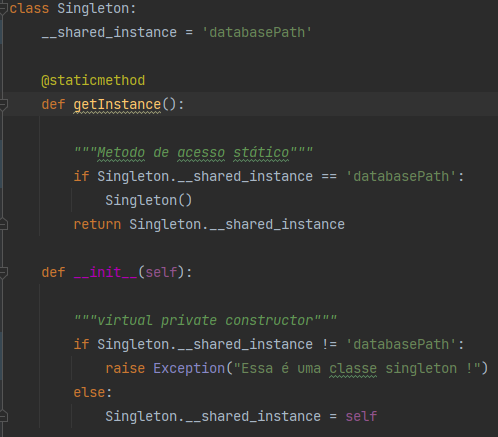 class Singleton:
__shared_instance = 'databasePath'
@staticmethod
def getInstance():
"""Metodo de acesso stático"""
if Singleton.__shared_instance == 'databasePath':
Singleton()
return Singleton.__shared_instance
def __init__(self):
"""virtual private constructor"""
if Singleton.__shared_instance != 'databasePath':
raise Exception("Essa é uma classe singleton !")
else:
Singleton.__shared_instance = self